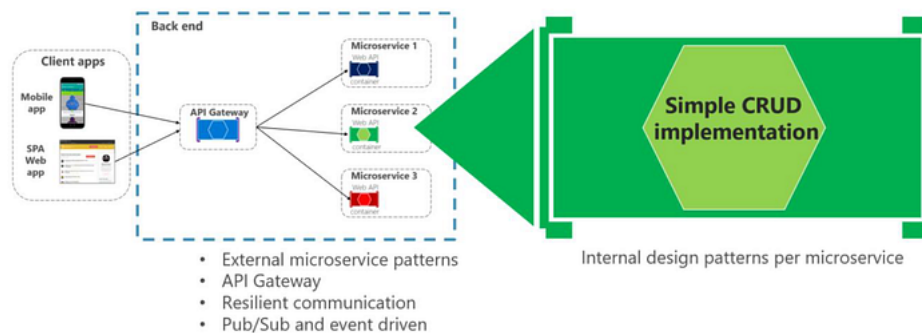 Back end
Client apps
Mobile
app
SPA
Web
app
API Gateway
Microservice 1
Web API
container
Microservice 2
Web API
container
Microservice 3
Web API
container
Simple CRUD
implementation
• External microservice patterns
• API Gateway
• Resilient communication
• Pub/Sub and event driven
Internal design patterns per microservice